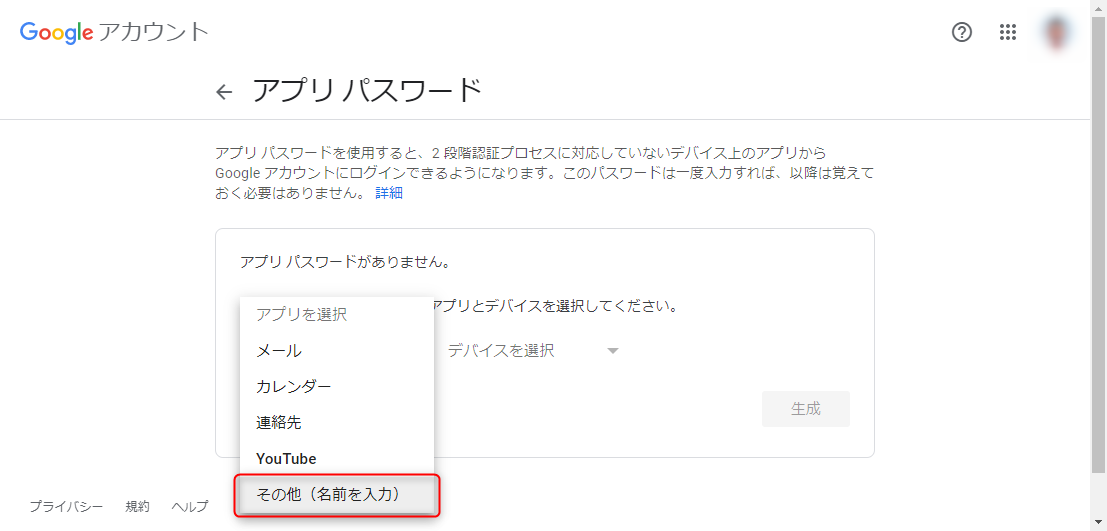 Google アカウント
アプリ パスワード
アプリ パスワードを使用すると、2 段階認証プロセスに対応していないデバイス上のアプリから
Google アカウントにログインできるようになります。このパスワードは一度入力すれば、以降は覚えて
おく必要はありません。 詳細
アプリ パスワードがありません。
アプリとデバイスを選択してください。
アプリを選択
デバイスを選択
メール
カレンダー
連絡先
YouTube
その他（名前を入力）
生成
プライバシー 規約 ヘルプ